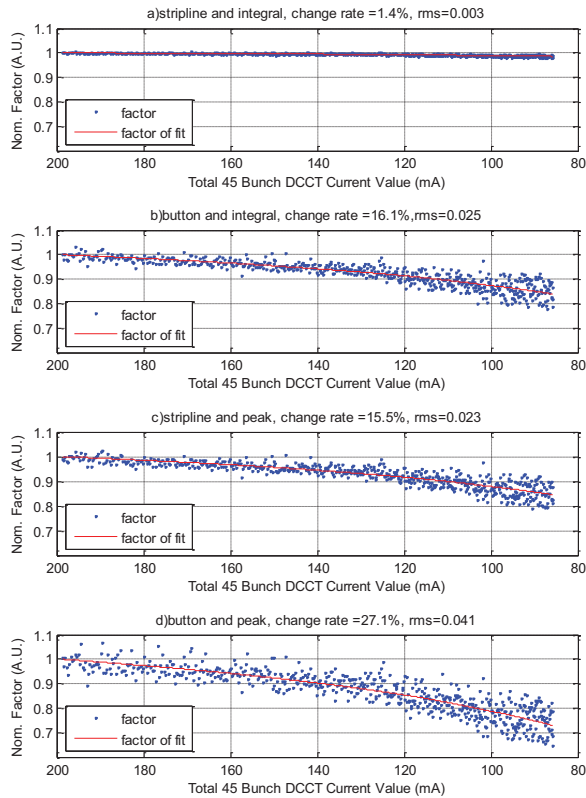 a)stripline and integral, change rate =1.4%, rms=0.003
Nom. Factor (A.U.)
1.1
1
0.9
0.8
0.7
factor
factor of fit
200 180 160 140 120 100 80
Total 45 Bunch DCCT Current Value (mA)
b)button and integral, change rate =16.1%,rms=0.025
Nom. Factor (A.U.)
1.1
1
0.9
0.8
0.7
factor
factor of fit
200 180 160 140 120 100 80
Total 45 Bunch DCCT Current Value (mA)
c)stripline and peak, change rate =15.5%, rms=0.023
Nom. Factor (A.U.)
1.1
1
0.9
0.8
0.7
factor
factor of fit
200 180 160 140 120 100 80
Total 45 Bunch DCCT Current Value (mA)
d)button and peak, change rate =27.1%, rms=0.041
Nom. Factor (A.U.)
1.1
1
0.9
0.8
0.7
factor
factor of fit
200 180 160 140 120 100 80
Total 45 Bunch DCCT Current Value (mA)